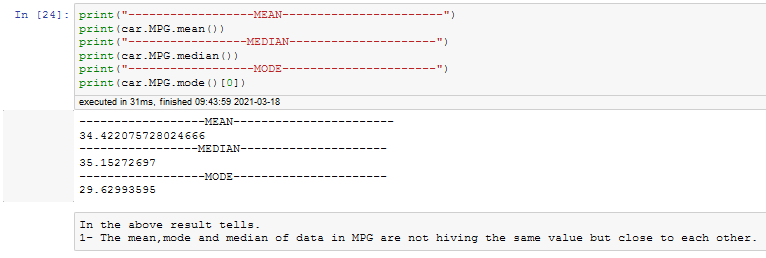 In [24]: print("------------------MEAN-----------------------")
print(car.MPG.mean())
print("-----------------MEDIAN---------------------")
print(car.MPG.median())
print("------------------MODE----------------------")
print(car.MPG.mode()[0])
executed in 31ms, finished 09:43:59 2021-03-18
------------------MEAN-----------------------
34.422075728024666
-----------------MEDIAN---------------------
35.15272697
------------------MODE----------------------
29.62993595
In the above result tells.
1- The mean,mode and median of data in MPG are not hiving the same value but close to each other.